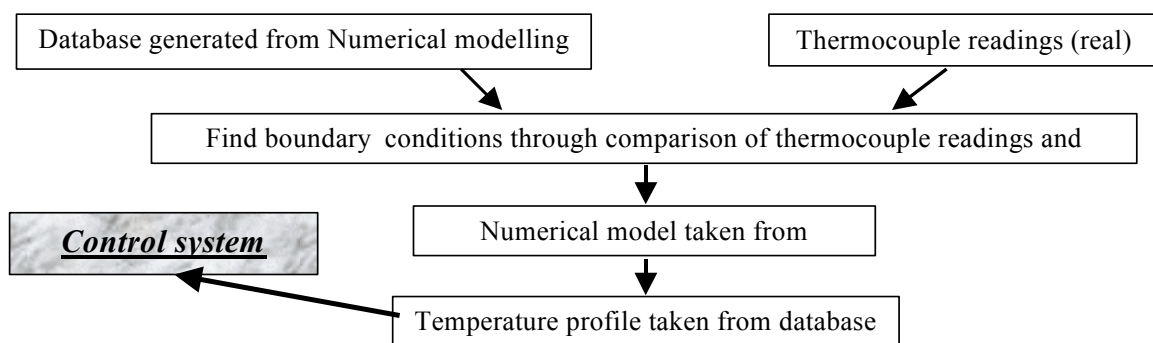 Database generated from Numerical modelling
Thermocouple readings (real)
Find boundary conditions through comparison of thermocouple readings and
Control system
Numerical model taken from
Temperature profile taken from database